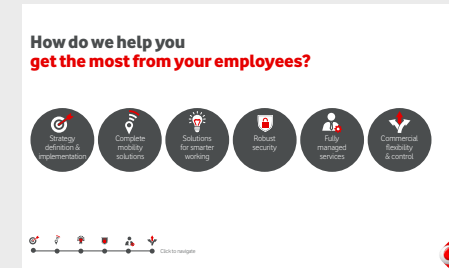 How do we help you
get the most from your employees?
Strategy
definition &
implementation
Complete
mobility
solutions
Solutions
for smarter
working
Robust
security
Fully
managed
services
Commercial
flexibility
& control
Click to navigate